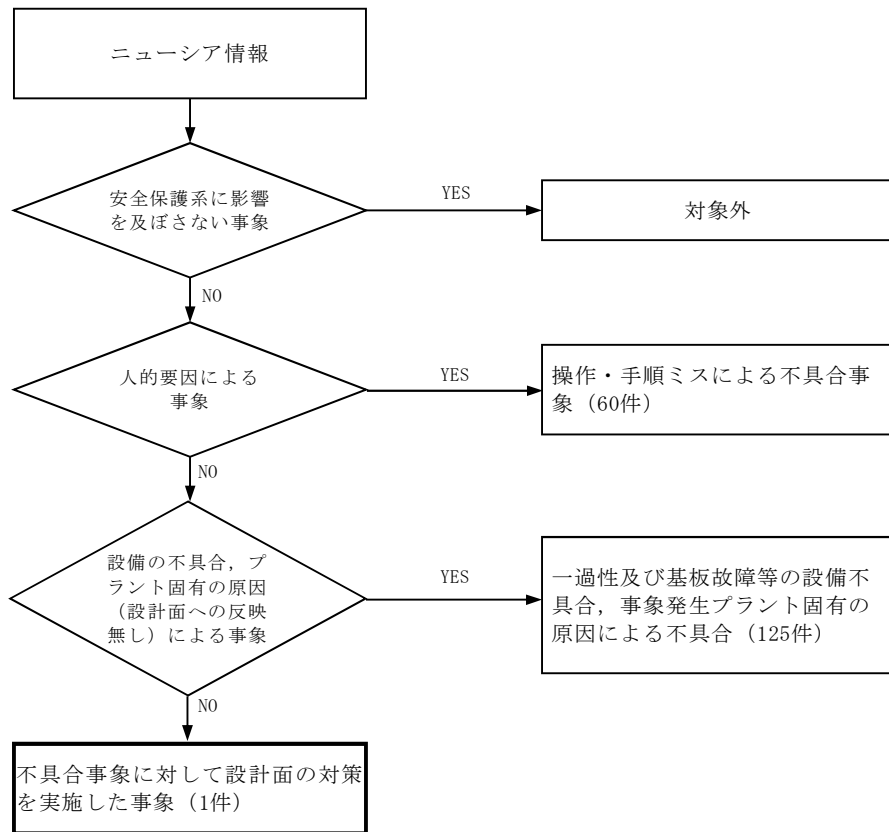 ニューシア情報
安全保護系に影響
を及ぼさない事象
YES
対象外
NO
人的要因による
事象
YES
操作・手順ミスによる不具合事
象（60件）
NO
設備の不具合，プ
ラント固有の原因
（設計面への反映
無し）による事象
YES
一過性及び基板故障等の設備不
具合，事象発生プラント固有の
原因による不具合（125件）
NO
不具合事象に対して設計面の対策
を実施した事象（1件）